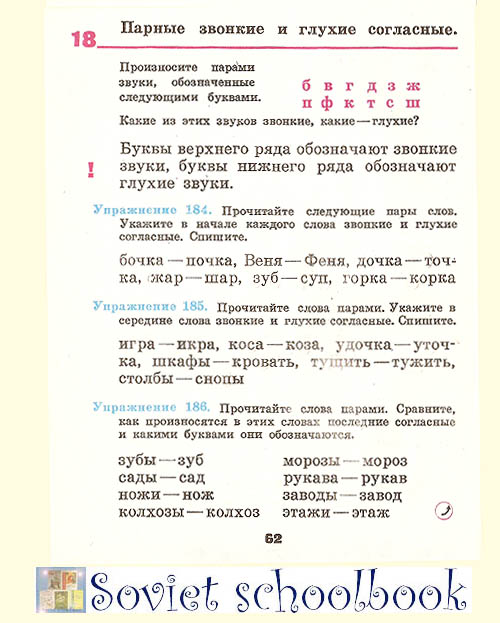 18
Парные звонкие и глухие согласные.
Произносите парами
звуки, обозначенные
следующими буквами.
б в г д з ж
п ф к т с ш
Какие из этих звуков звонкие, какие — глухие?
!
Буквы верхнего ряда обозначают звонкие
звуки, буквы нижнего ряда обозначают
глухие звуки.
Упражнение 184. Прочитайте следующие пары слов.
Укажите в начале каждого слова звонкие и глухие
согласные. Спишите.
бочка — почка, Веня — Феня, дочка — точ-
ка, жар — шар, зуб — суп, горка — корка
Упражнение 185. Прочитайте слова парами. Укажите в
середине слова звонкие и глухие согласные. Спишите.
игра — икра, коса — коза, удочка — уточ-
ка, шкафы — кровать, тущить — тужить,
столбы — снопы
Упражнение 186. Прочитайте слова парами. Сравните,
как произносятся в этих словах последние согласные
и какими буквами они обозначаются.
зубы — зуб морозы — мороз
сады — сад рукава — рукав
ножи — нож заводы — завод
колхозы — колхоз этажи — этаж
62
Soviet schoolbook